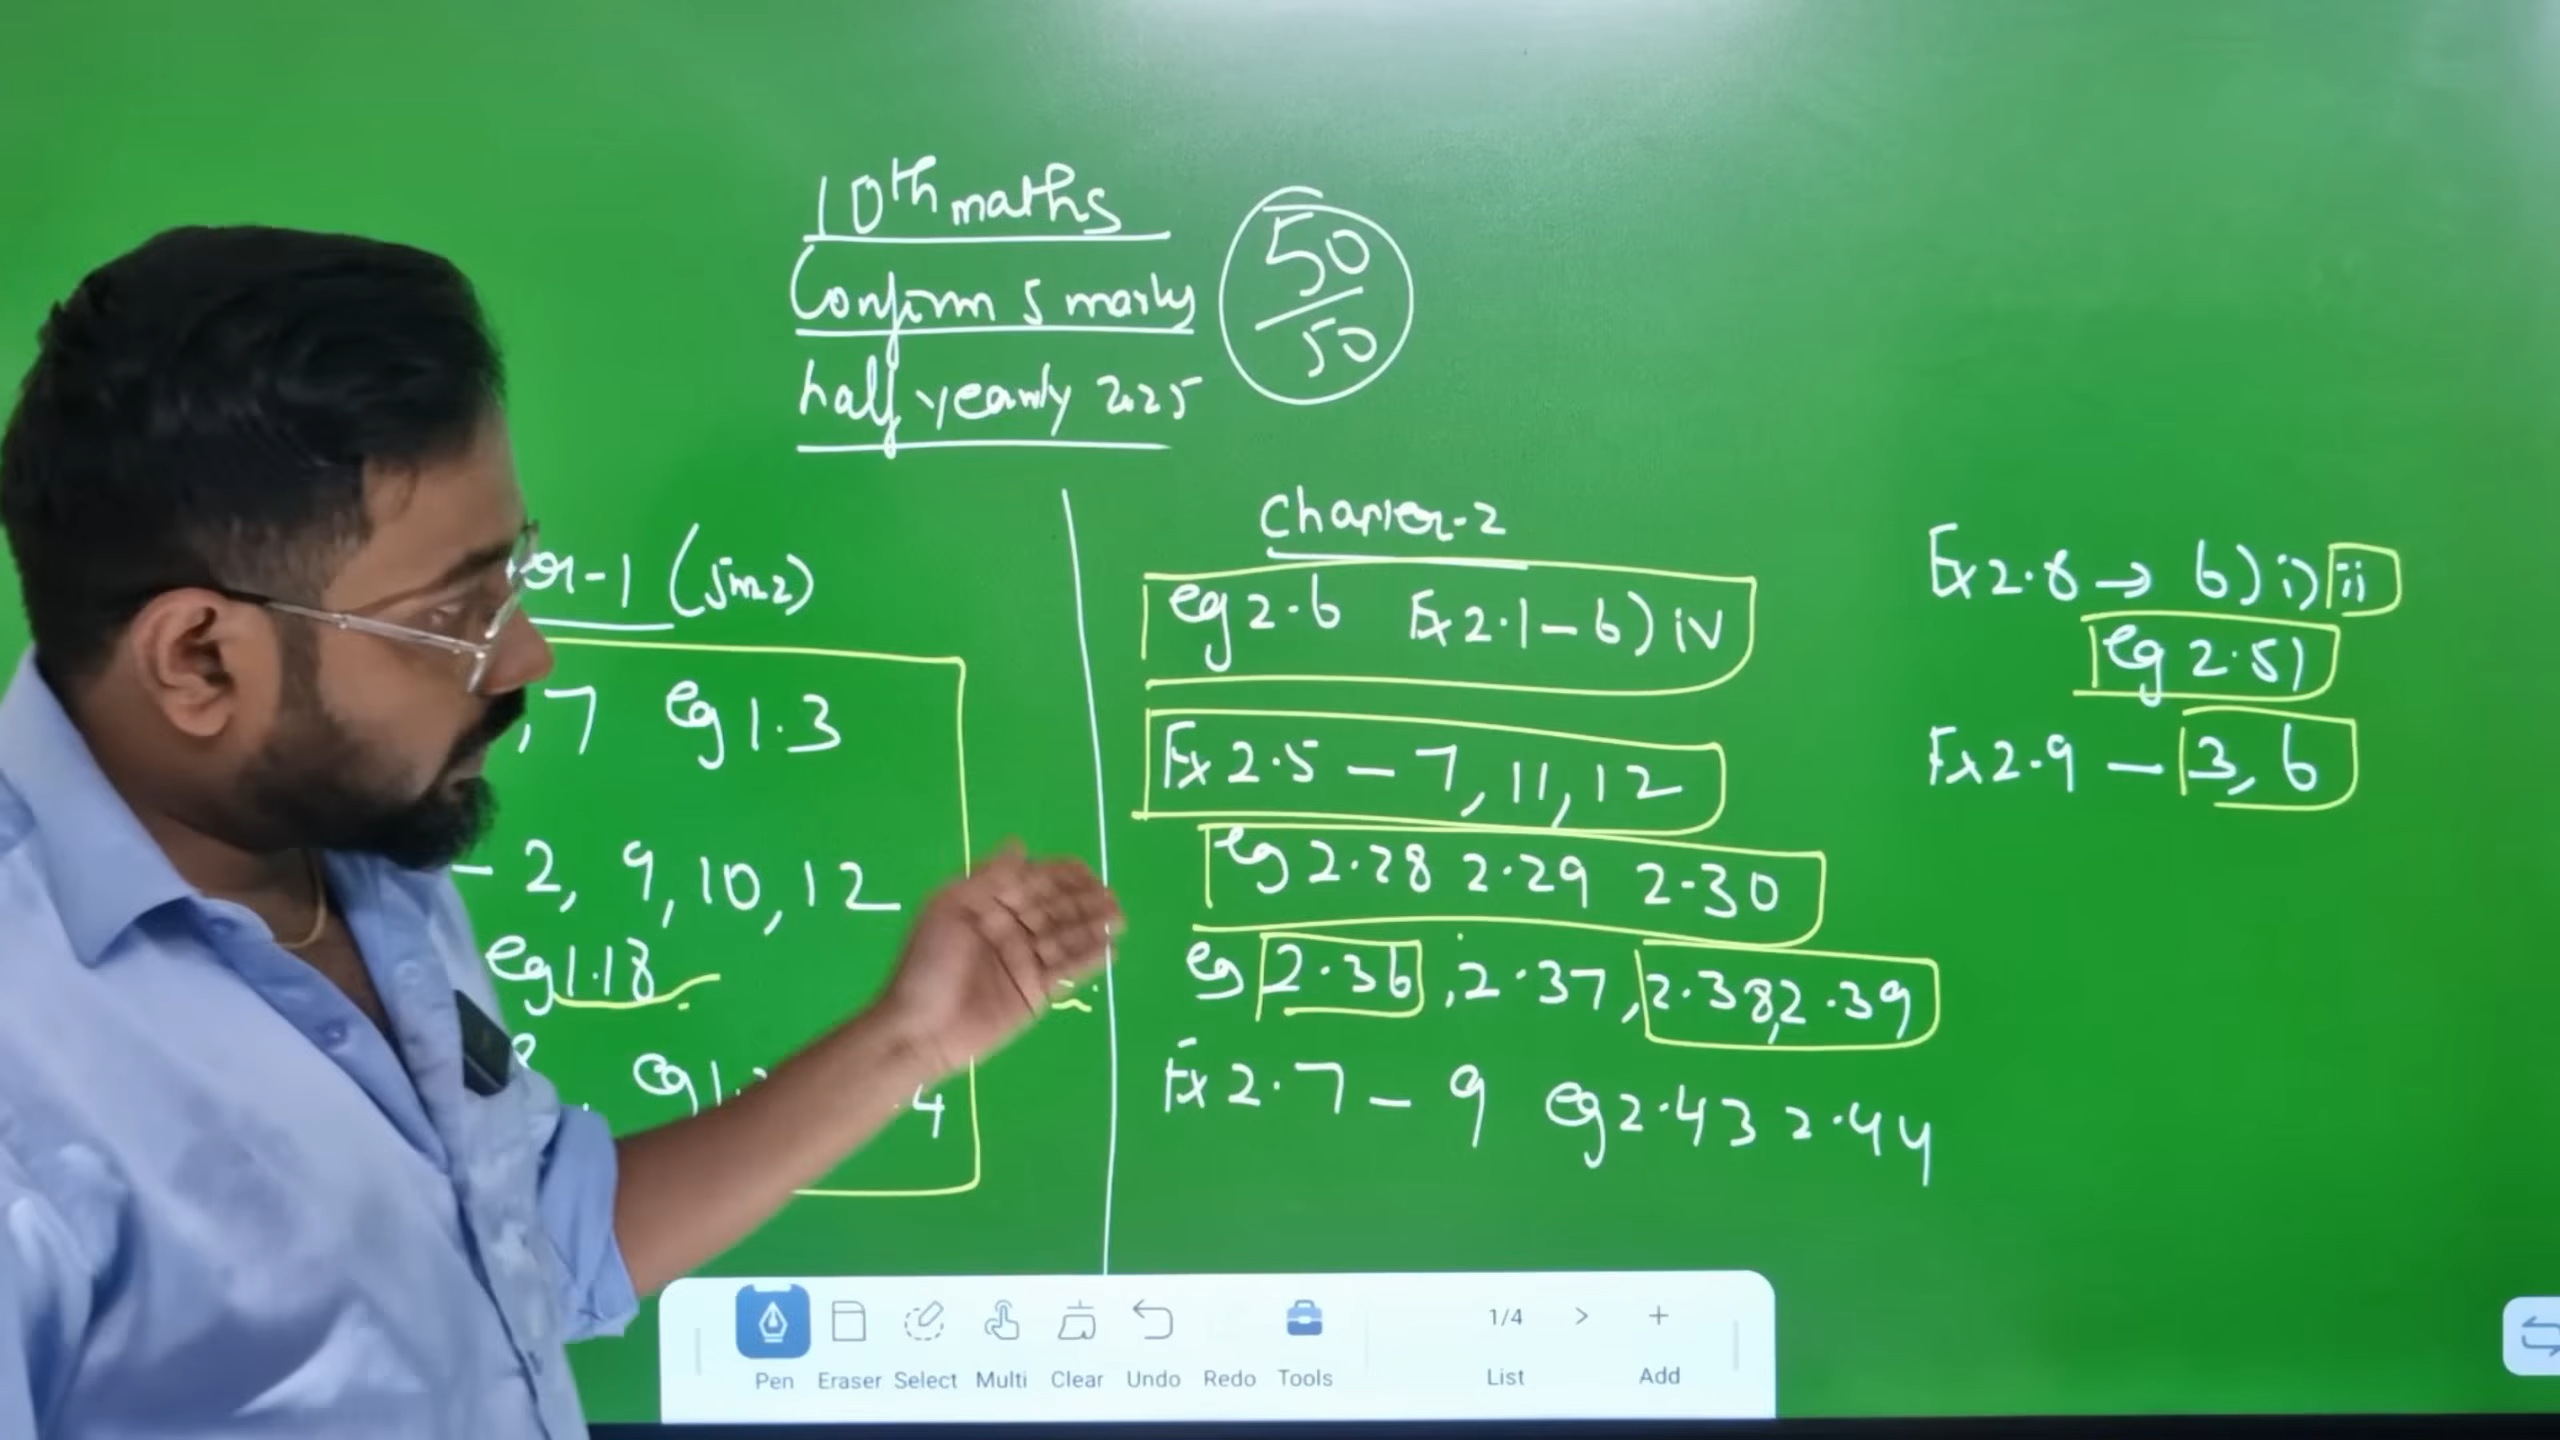 10th maths
Confirm 5 marks
half yearly 2025
50
50
-1 (5m-2)
, 7 eg 1.3
- 2, 9, 10, 12
eg 1.18
4
Chapter-2
eg 2.6 Ex 2.1 - 6) iv
Ex 2.5 - 7, 11, 12
eg 2.28 2.29 2.30
eg 2.36, 2.37, 2.38, 2.39
Ex 2.7 - 9 eg 2.43 2.44
Ex 2.8 → 6) i) ii
eg 2.51
Ex 2.9 - 3, 6
Pen Eraser Select Multi Clear Undo Redo Tools
1/4 > +
List Add